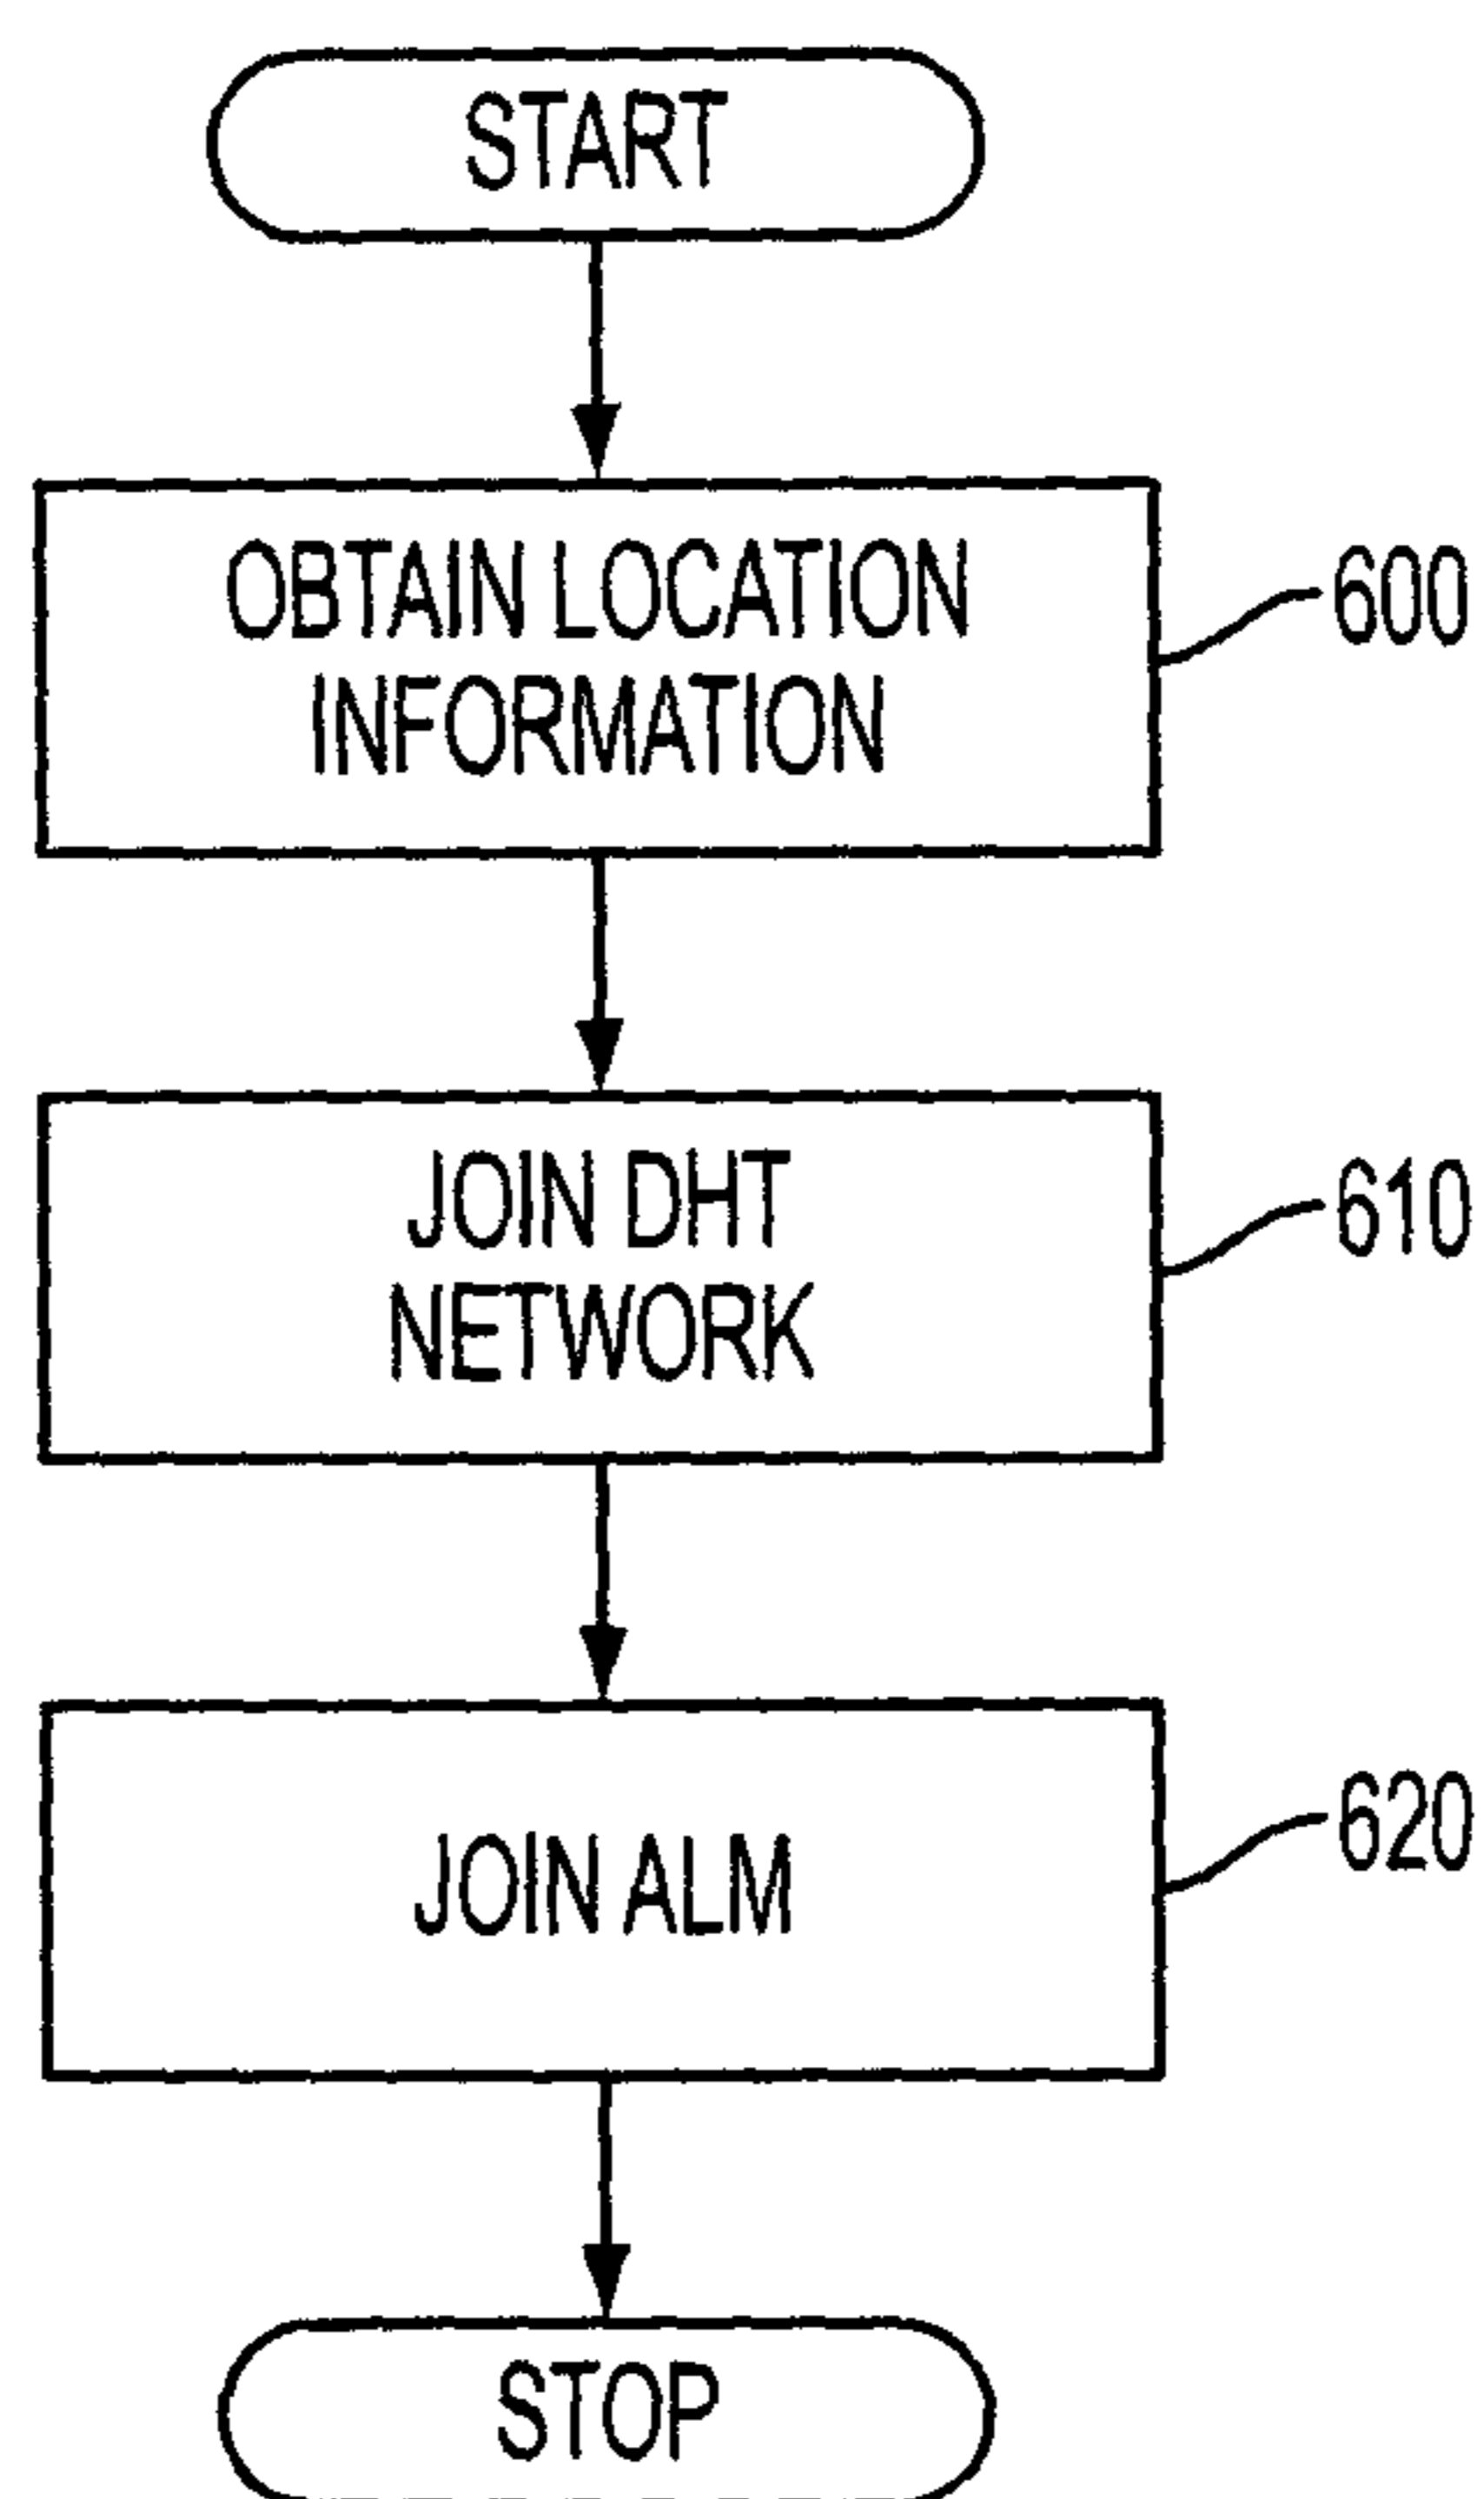 START
OBTAIN LOCATION
INFORMATION
600
JOIN DHT
NETWORK
610
JOIN ALM
620
STOP